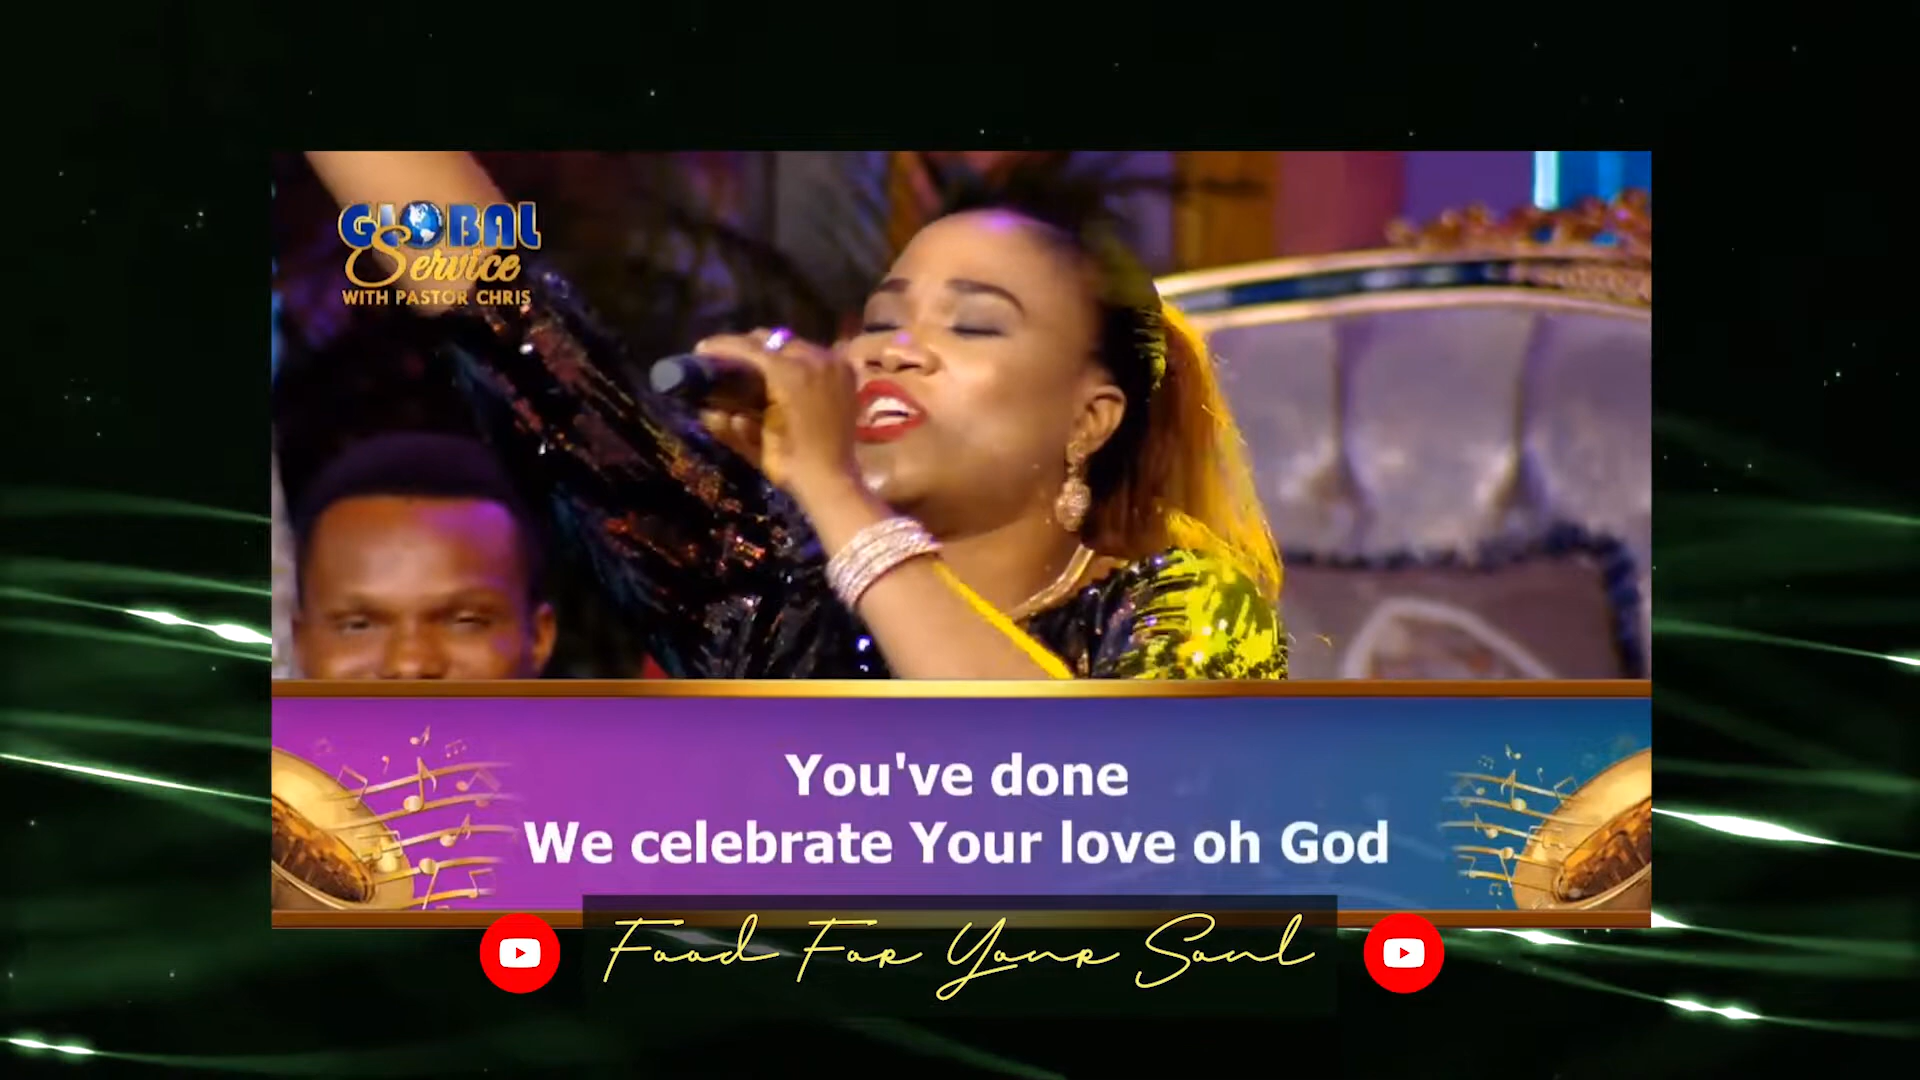 GLOBAL
Service
WITH PASTOR CHRIS
You've done
We celebrate Your love oh God
Food For Your Soul